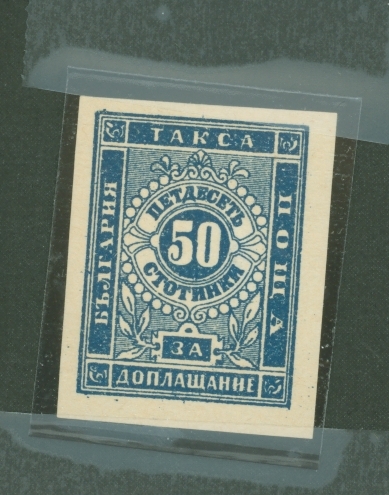 ТАКСА
БЪЛГАРИЯ
ПОЩА
ПЕТДЕСЕТЬ
50
СТОТИНКИ
ЗА
ДОПЛАЩАНИЕ